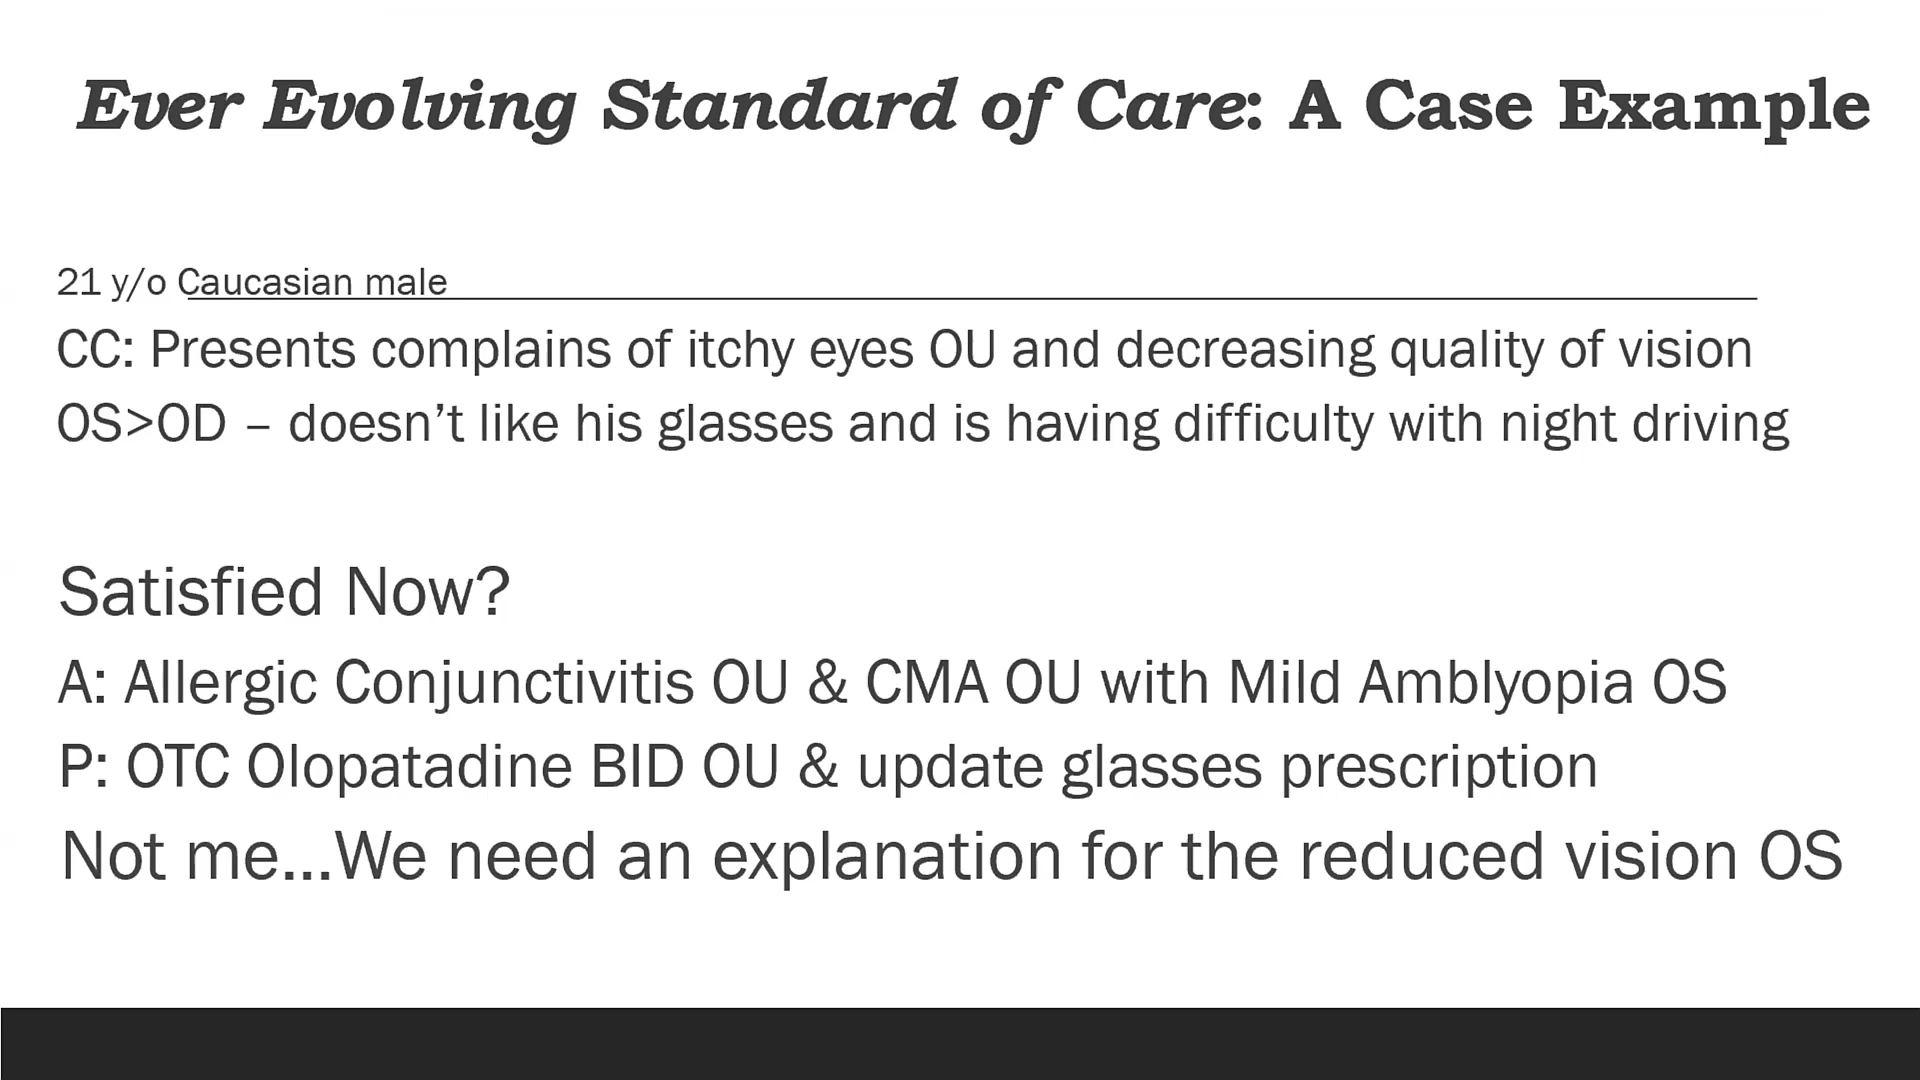 Ever Evolving Standard of Care: A Case Example
21 y/o Caucasian male
CC: Presents complains of itchy eyes OU and decreasing quality of vision
OS>OD – doesn’t like his glasses and is having difficulty with night driving
Satisfied Now?
A: Allergic Conjunctivitis OU & CMA OU with Mild Amblyopia OS
P: OTC Olopatadine BID OU & update glasses prescription
Not me...We need an explanation for the reduced vision OS